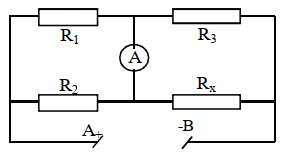 R1 R3
A
R2 Rx
A+ -B